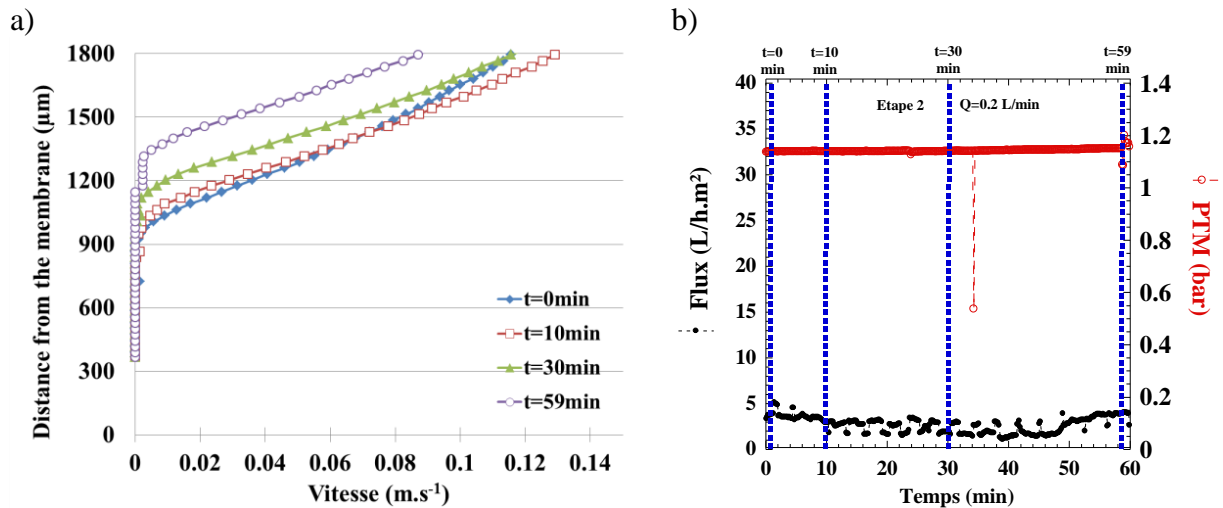 a)
1800
1500
1200
900
600
300
0
Distance from the membrane (µm)
0 0.02 0.04 0.06 0.08 0.1 0.12 0.14
Vitesse (m.s⁻¹)
t=0min
t=10min
t=30min
t=59min
b)
t=0 t=10 t=30 t=59
min min min min
Etape 2 Q=0.2 L/min
40
35
30
25
20
15
10
5
0
Flux (L/h.m²)
1.4
1.2
1
0.8
0.6
0.4
0.2
0
PTM (bar)
0 10 20 30 40 50 60
Temps (min)